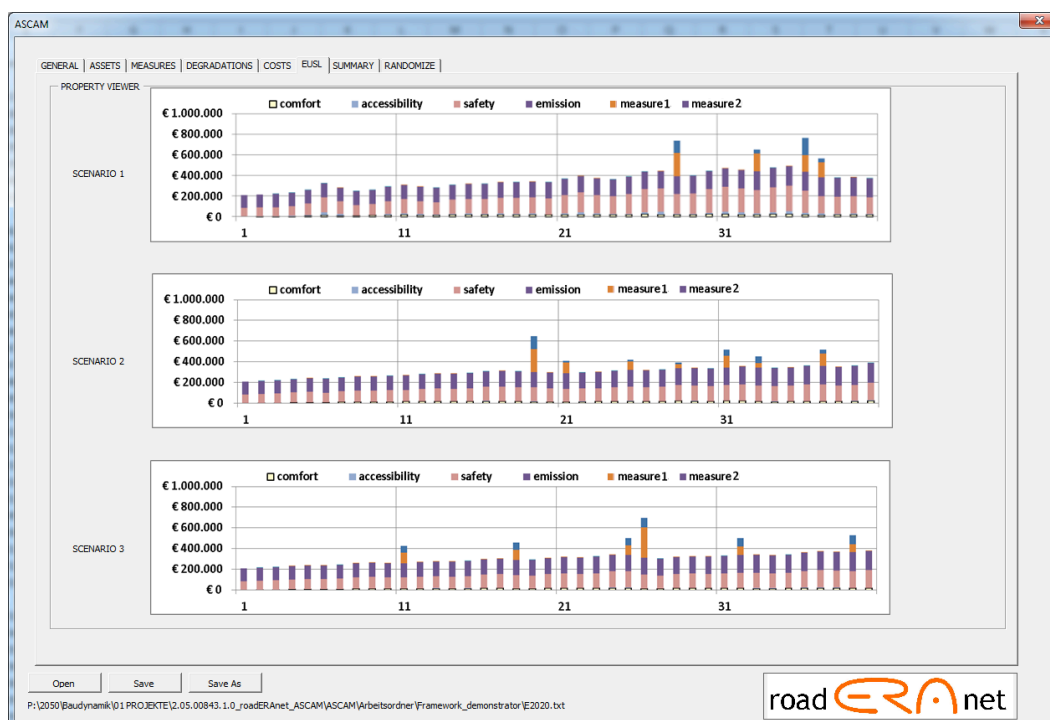 ASCAM
GENERAL ASSETS MEASURES DEGRADATIONS COSTS EUSL SUMMARY RANDOMIZE
PROPERTY VIEWER
SCENARIO 1
comfort accessibility safety emission measure1 measure2
€ 1.000.000
€ 800.000
€ 600.000
€ 400.000
€ 200.000
€ 0
1 11 21 31
SCENARIO 2
comfort accessibility safety emission measure1 measure2
€ 1.000.000
€ 800.000
€ 600.000
€ 400.000
€ 200.000
€ 0
1 11 21 31
SCENARIO 3
comfort accessibility safety emission measure1 measure2
€ 1.000.000
€ 800.000
€ 600.000
€ 400.000
€ 200.000
€ 0
1 11 21 31
Open Save Save As
P:\2050\Baudynamik\01 PROJEKTE\2.05.00843.1.0_roadERAnet_ASCAM\ASCAM\Arbeitsordner\Framework_demonstrator\E2020.txt
road ERA net